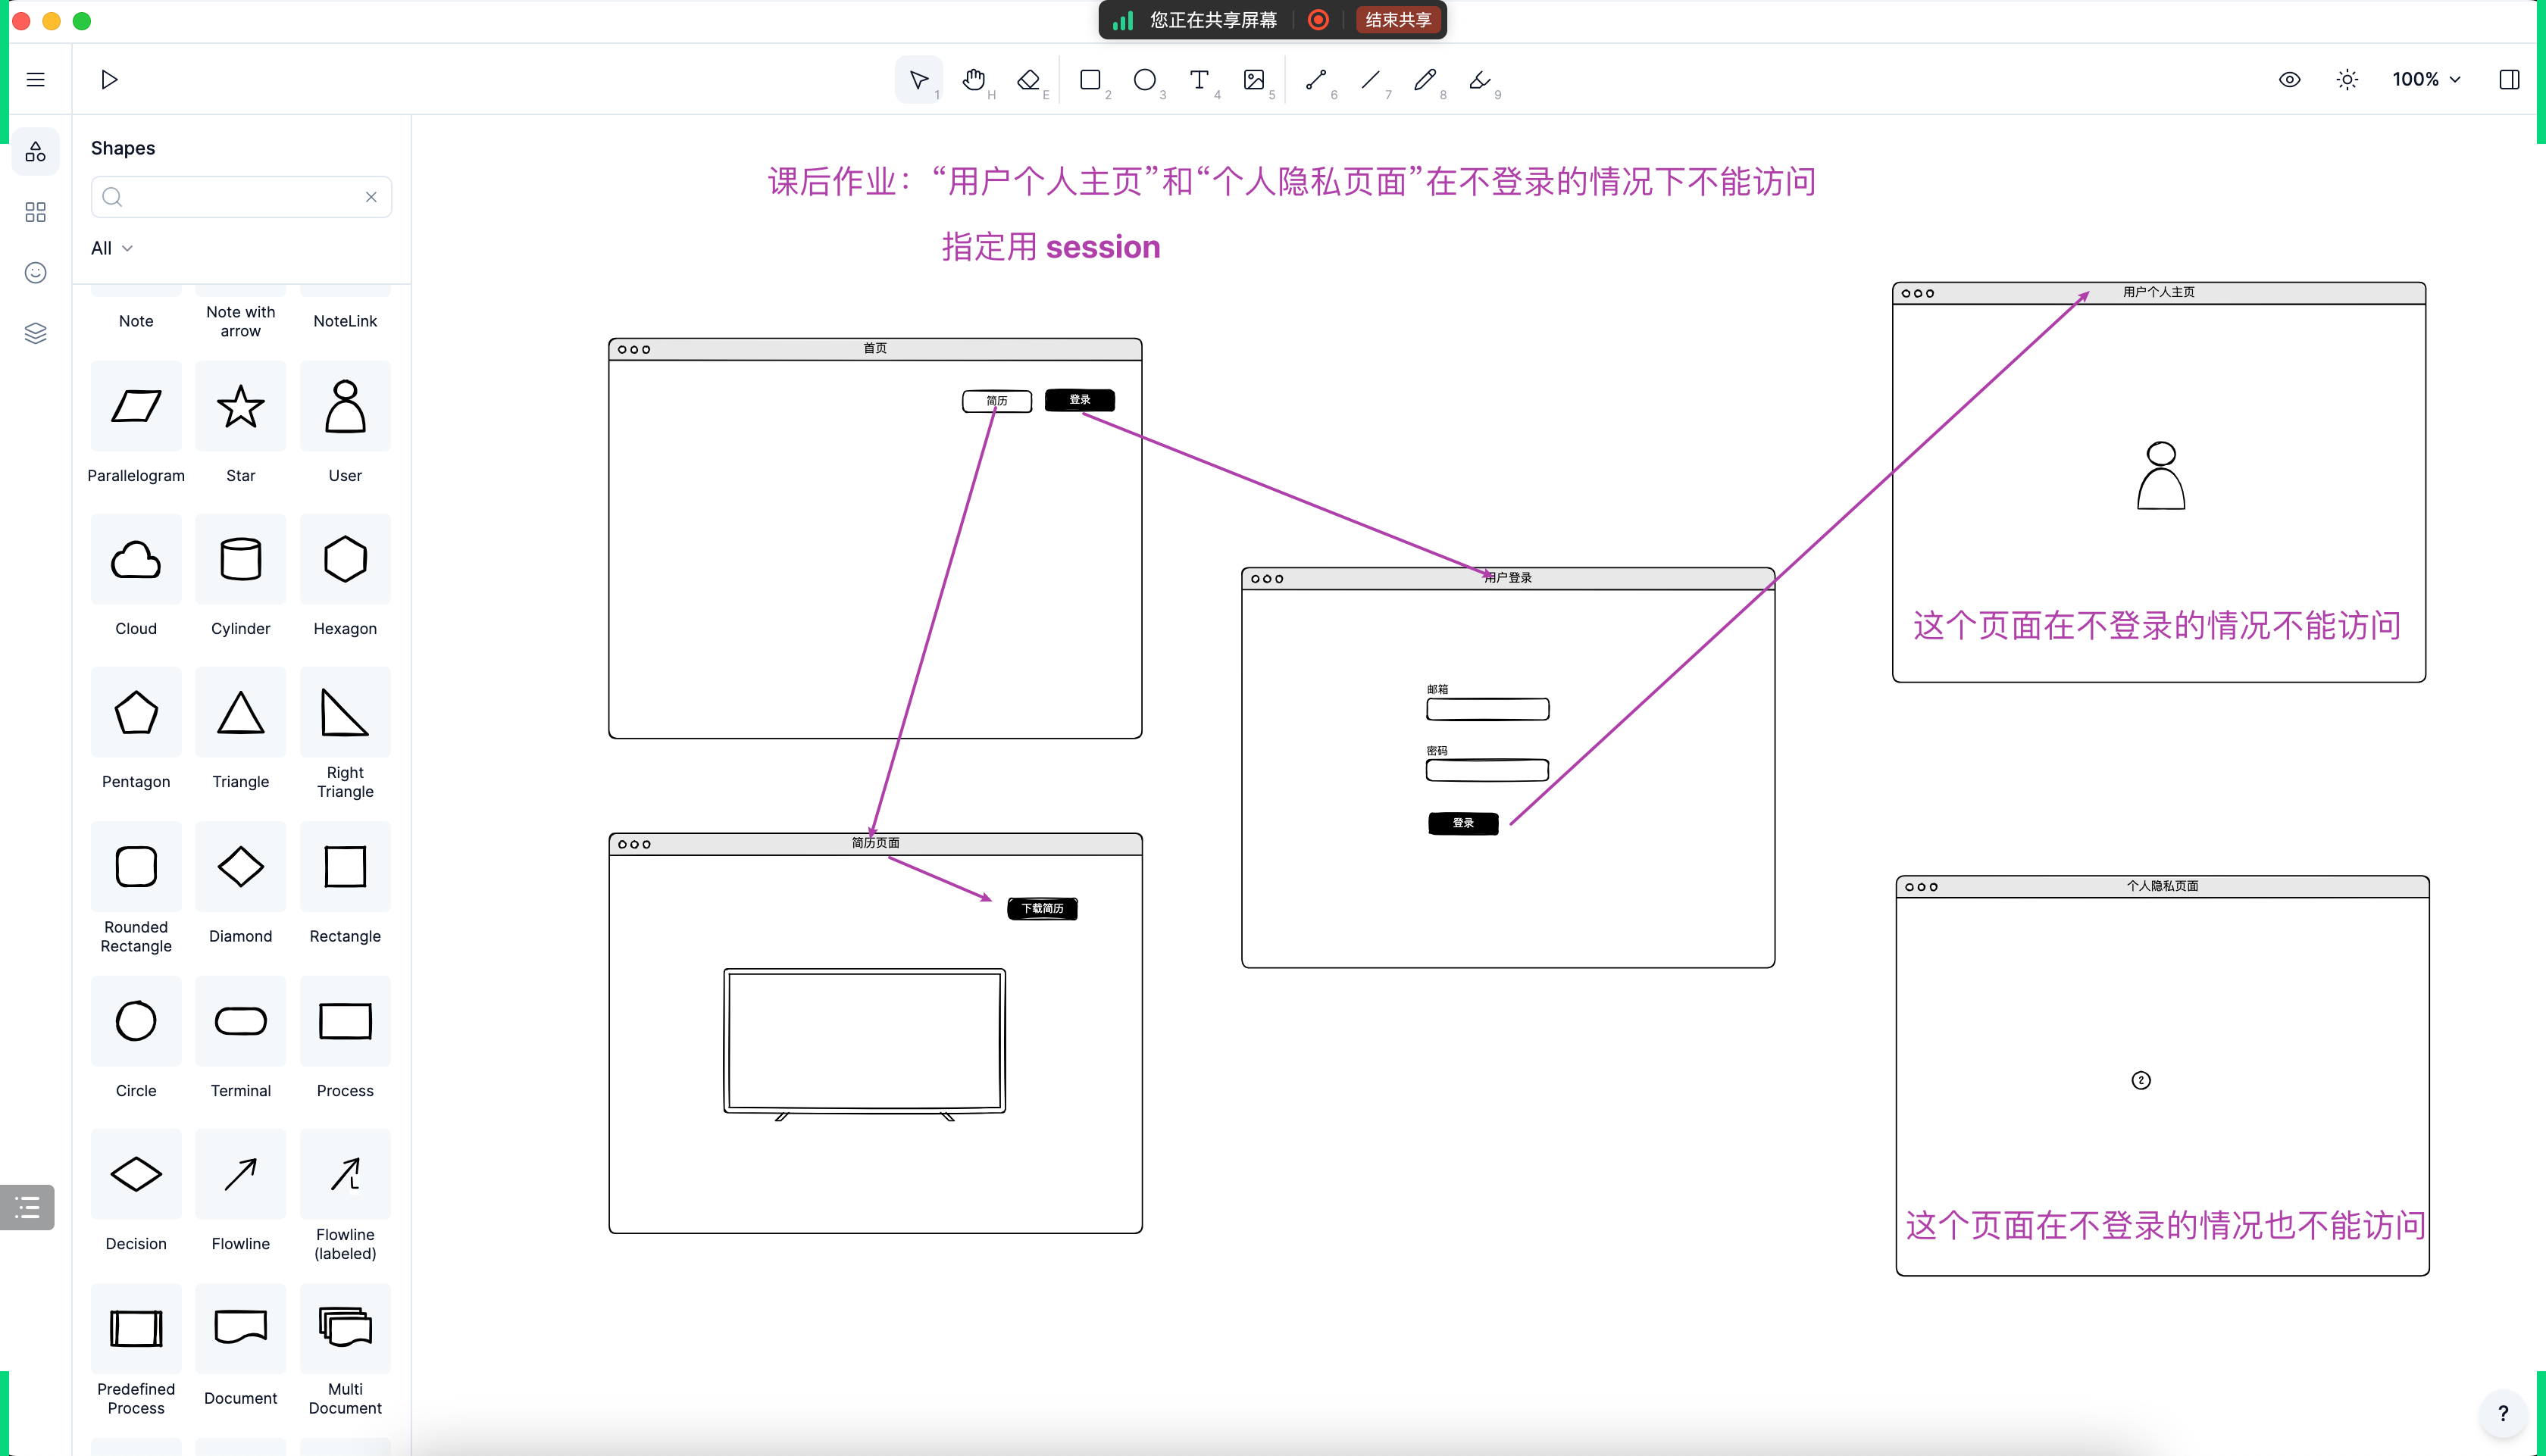 您正在共享屏幕
结束共享
1
H
E
2
3
T
4
5
6
7
8
9
100%
Shapes
All
Note
Note with
arrow
NoteLink
Parallelogram
Star
User
Cloud
Cylinder
Hexagon
Pentagon
Triangle
Right
Triangle
Rounded
Rectangle
Diamond
Rectangle
Circle
Terminal
Process
Decision
Flowline
Flowline
(labeled)
Predefined
Process
Document
Multi
Document
课后作业：“用户个人主页”和“个人隐私页面”在不登录的情况下不能访问
指定用 session
首页
简历
登录
简历页面
下载简历
用户登录
邮箱
密码
登录
用户个人主页
这个页面在不登录的情况不能访问
个人隐私页面
2
这个页面在不登录的情况也不能访问
?